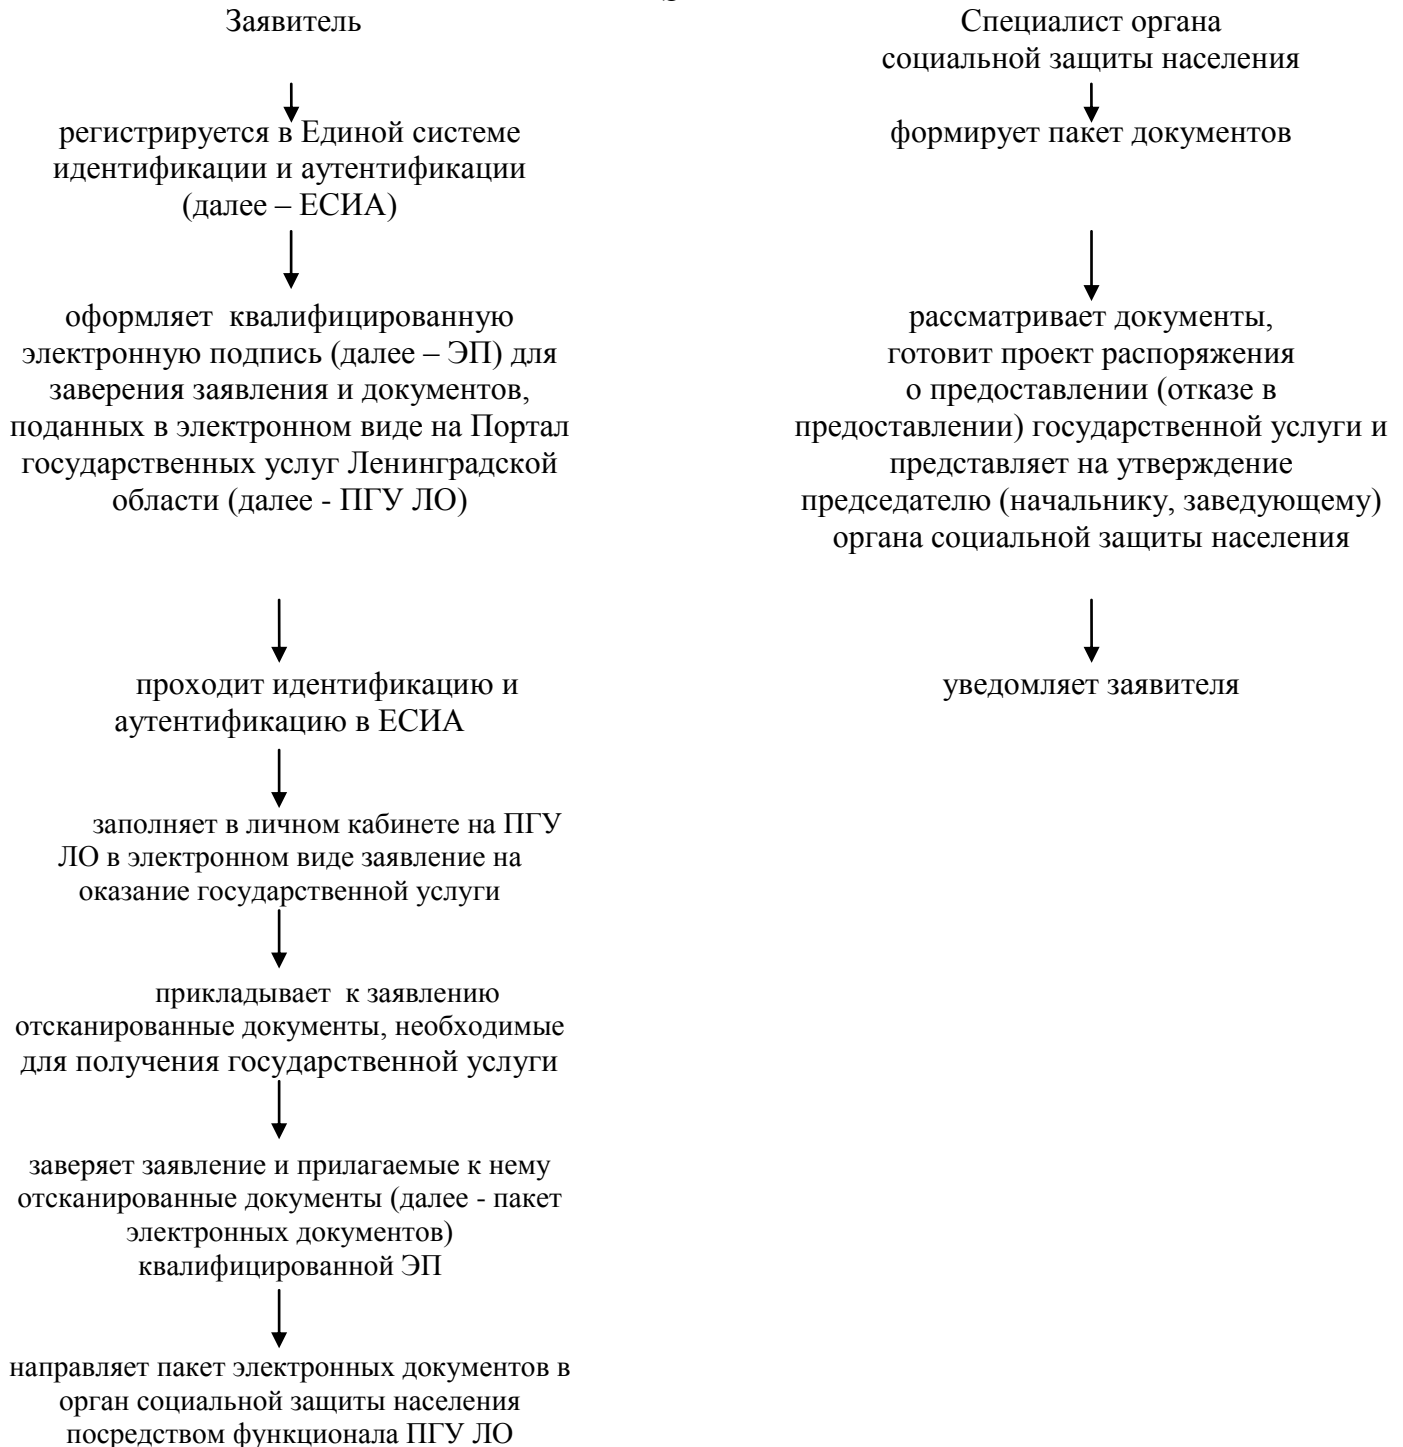 Заявитель
регистрируется в Единой системе
идентификации и аутентификации
(далее – ЕСИА)
оформляет  квалифицированную
электронную подпись (далее – ЭП) для
заверения заявления и документов,
поданных в электронном виде на Портал
государственных услуг Ленинградской
области (далее - ПГУ ЛО)
проходит идентификацию и
аутентификацию в ЕСИА
заполняет в личном кабинете на ПГУ
ЛО в электронном виде заявление на
оказание государственной услуги
прикладывает  к заявлению
отсканированные документы, необходимые
для получения государственной услуги
заверяет заявление и прилагаемые к нему
отсканированные документы (далее - пакет
электронных документов)
квалифицированной ЭП
направляет пакет электронных документов в
орган социальной защиты населения
посредством функционала ПГУ ЛО
Специалист органа
социальной защиты населения
формирует пакет документов
рассматривает документы,
готовит проект распоряжения
о предоставлении (отказе в
предоставлении) государственной услуги и
представляет на утверждение
председателю (начальнику, заведующему)
органа социальной защиты населения
уведомляет заявителя